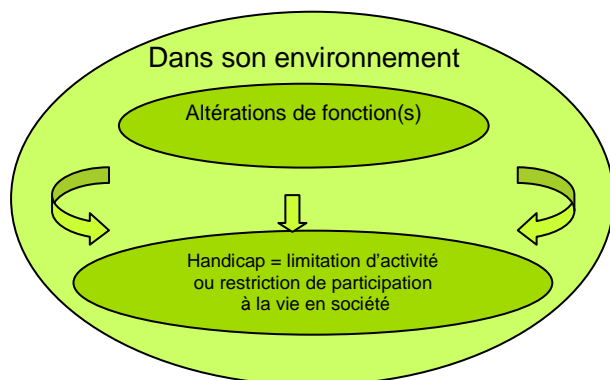 Dans son environnement
Altérations de fonction(s)
Handicap = limitation d'activité
ou restriction de participation
à la vie en société